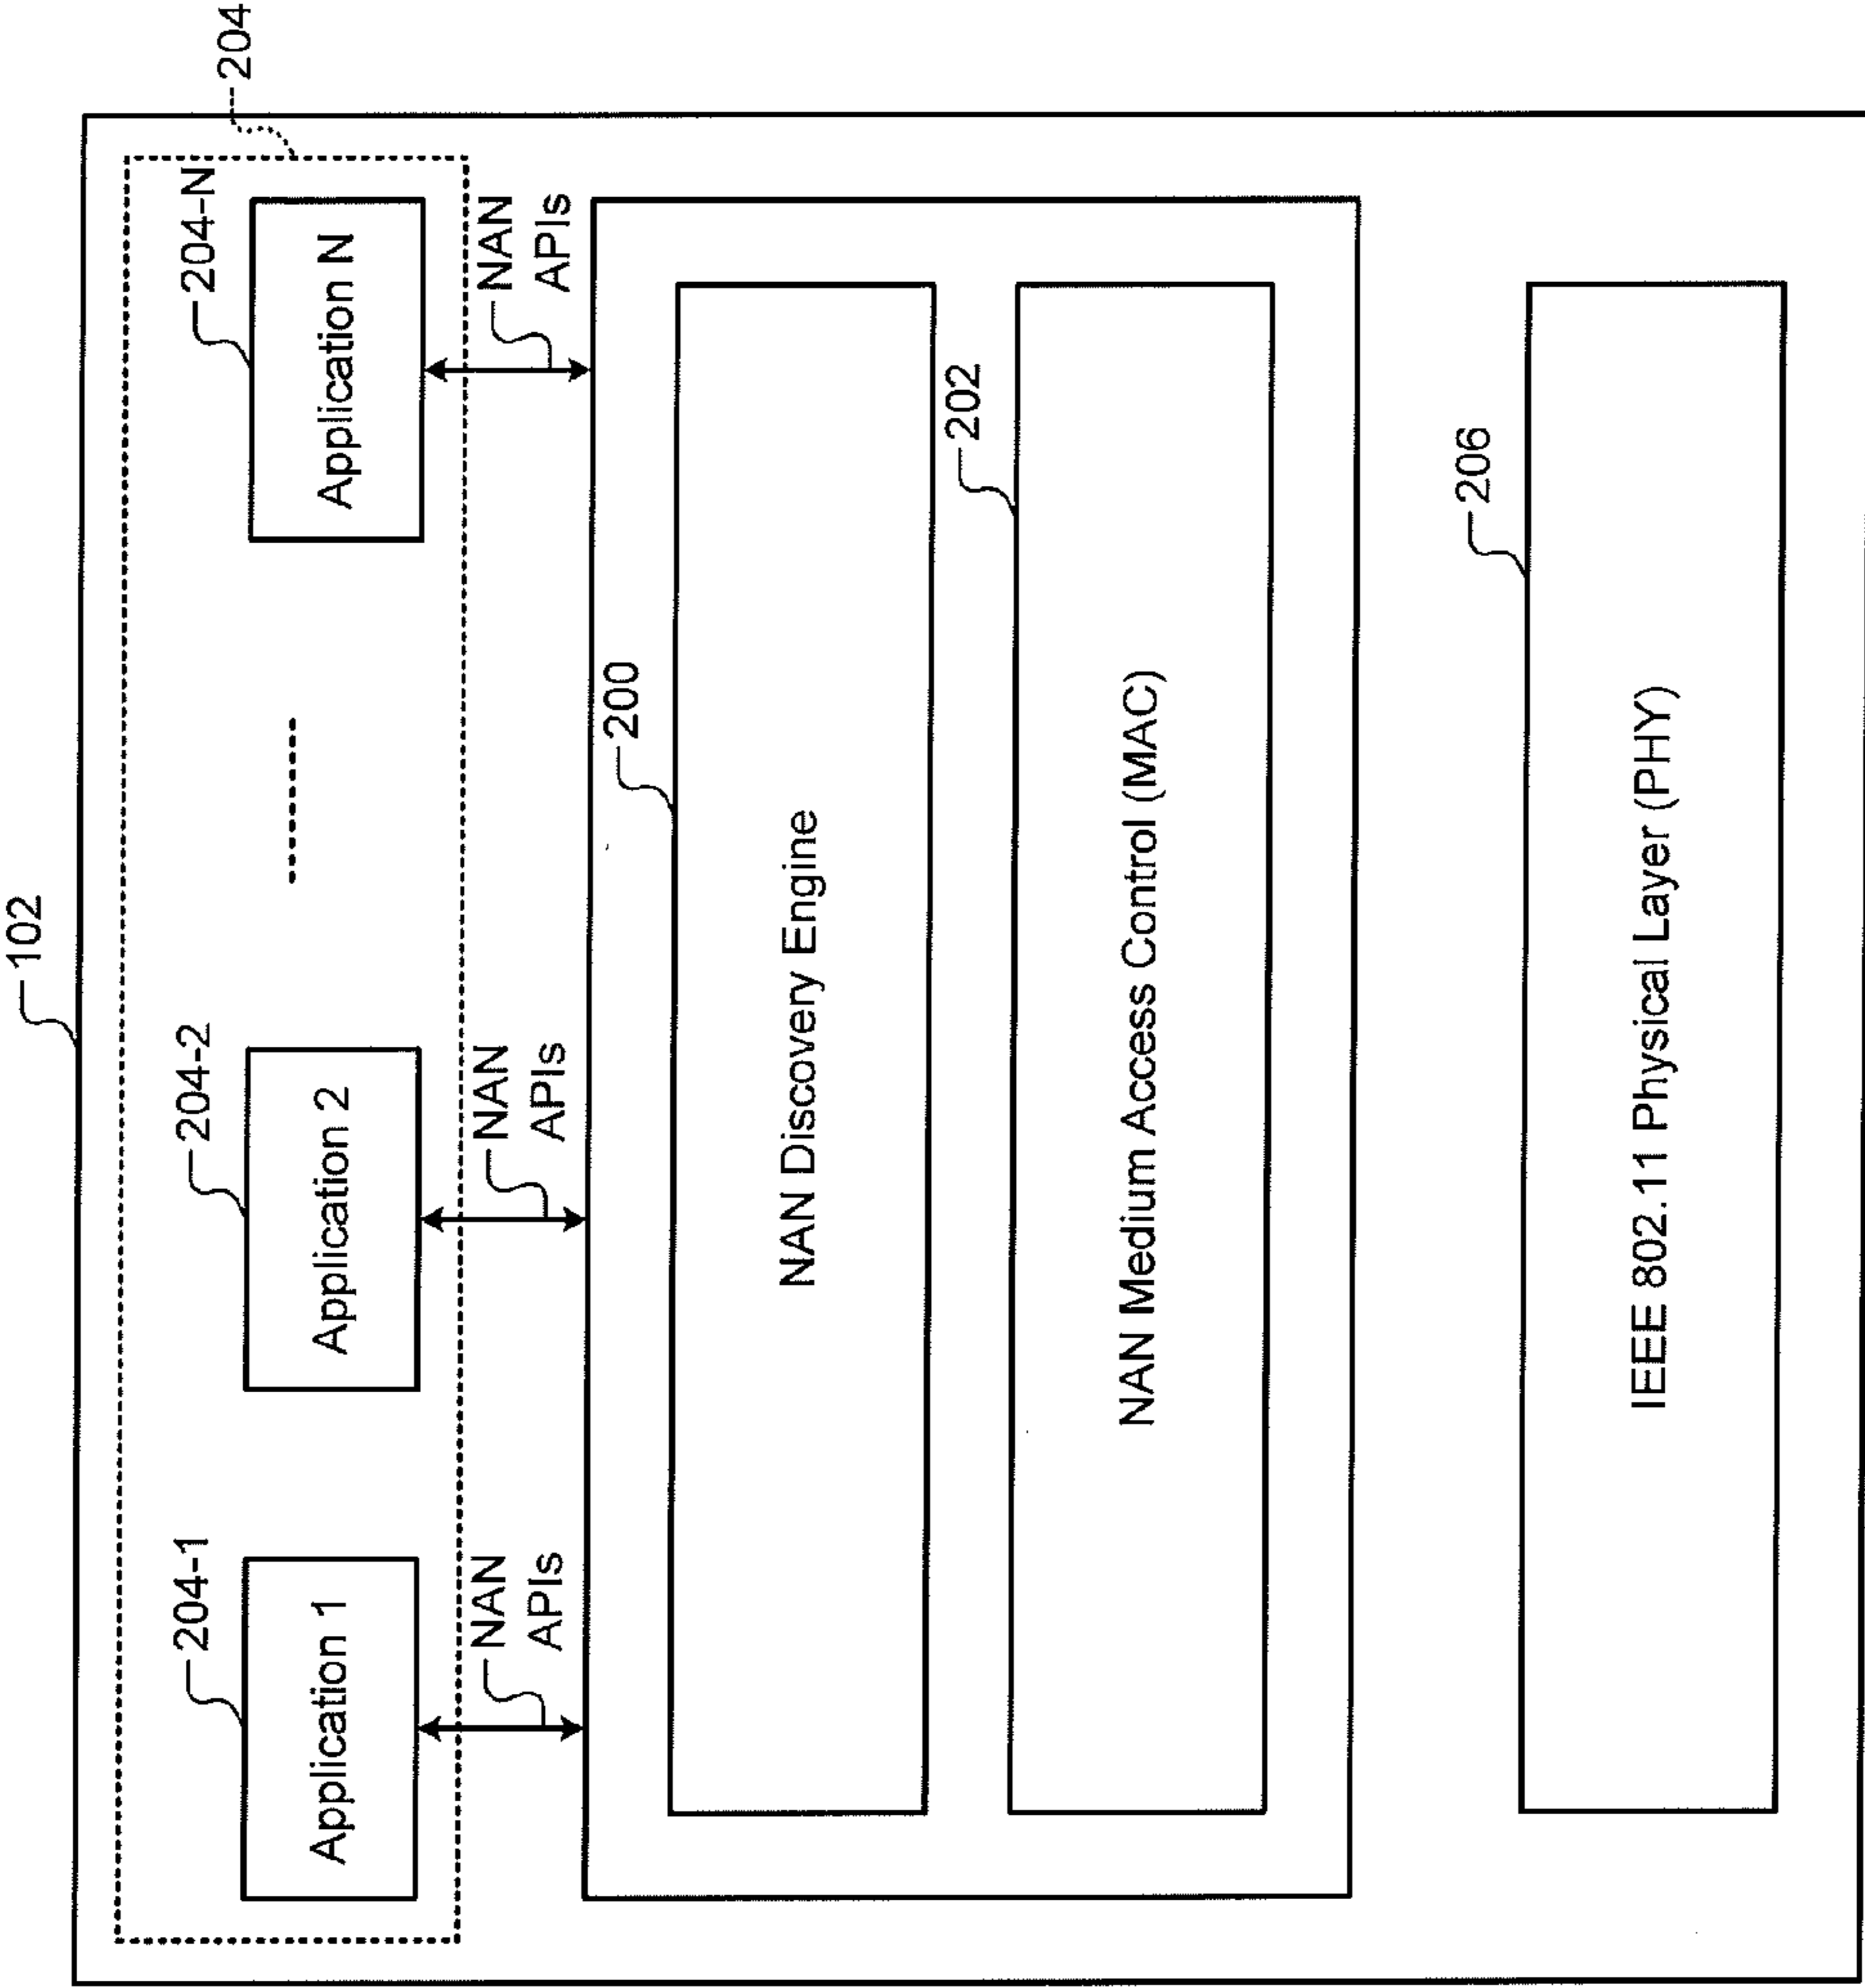 102
204
204-1
204-2
204-N
Application 1
Application 2
Application N
NAN
APIs
NAN
APIs
NAN
APIs
200
NAN Discovery Engine
202
NAN Medium Access Control (MAC)
206
IEEE 802.11 Physical Layer (PHY)